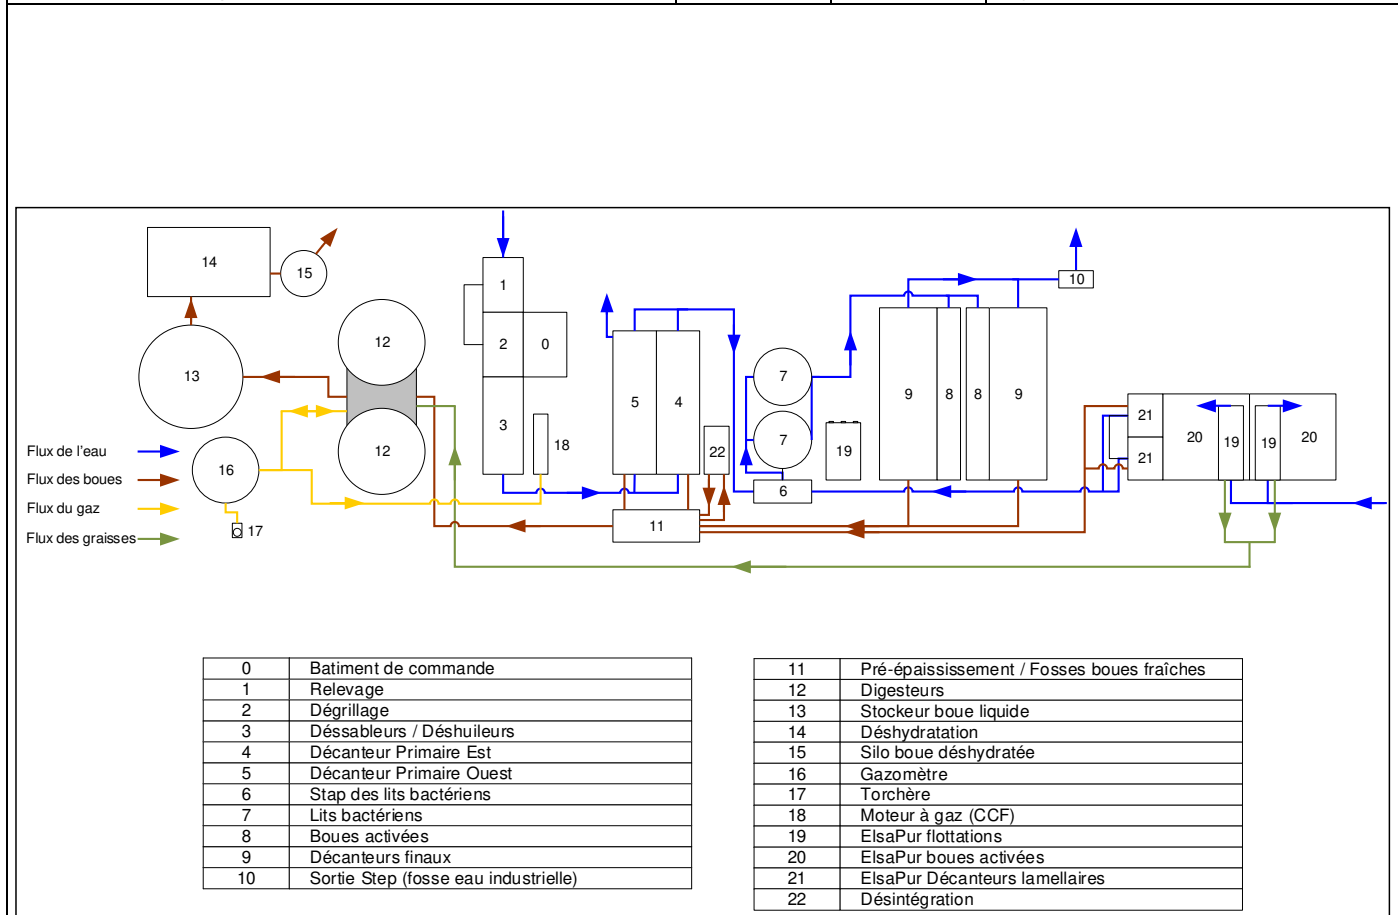 14
15
1
10
12
2
0
13
7
5
4
9
8
8
9
21
20
19
19
20
3
18
7
22
19
12
21
16
6
11
17
Flux de l'eau
Flux des boues
Flux du gaz
Flux des graisses
0 Batiment de commande
1 Relevage
2 Dégrillage
3 Déssableurs / Déshuileurs
4 Décanteur Primaire Est
5 Décanteur Primaire Ouest
6 Stap des lits bactériens
7 Lits bactériens
8 Boues activées
9 Décanteurs finaux
10 Sortie Step (fosse eau industrielle)
11 Pré-épaississement / Fosses boues fraîches
12 Digesteurs
13 Stockeur boue liquide
14 Déshydratation
15 Silo boue déshydratée
16 Gazomètre
17 Torchère
18 Moteur à gaz (CCF)
19 ElsaPur flottations
20 ElsaPur boues activées
21 ElsaPur Décanteurs lamellaires
22 Désintégration